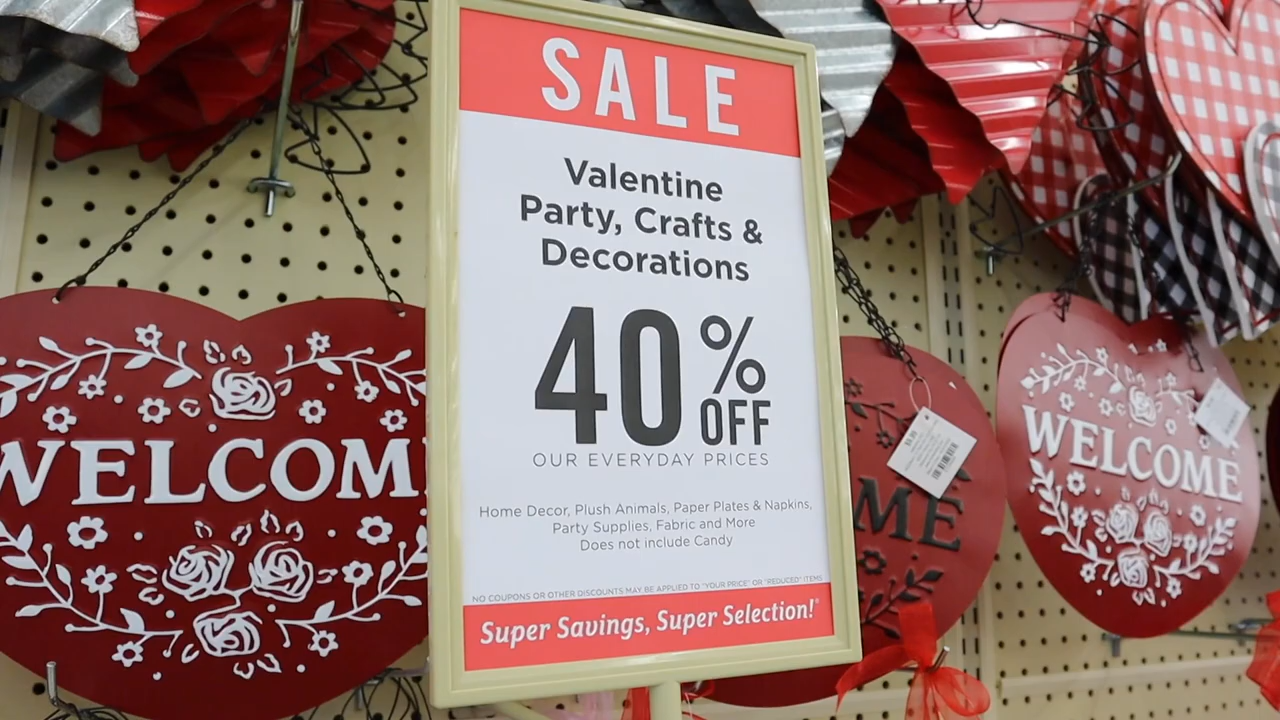 SALE
Valentine
Party, Crafts &
Decorations
40% OFF
OUR EVERYDAY PRICES
Home Decor, Plush Animals, Paper Plates & Napkins,
Party Supplies, Fabric and More
Does not include Candy
NO COUPONS OR OTHER DISCOUNTS MAY BE APPLIED TO "YOUR PRICE" OR "REDUCED" ITEMS
Super Savings, Super Selection!®
WELCOM
ME
WELCOME